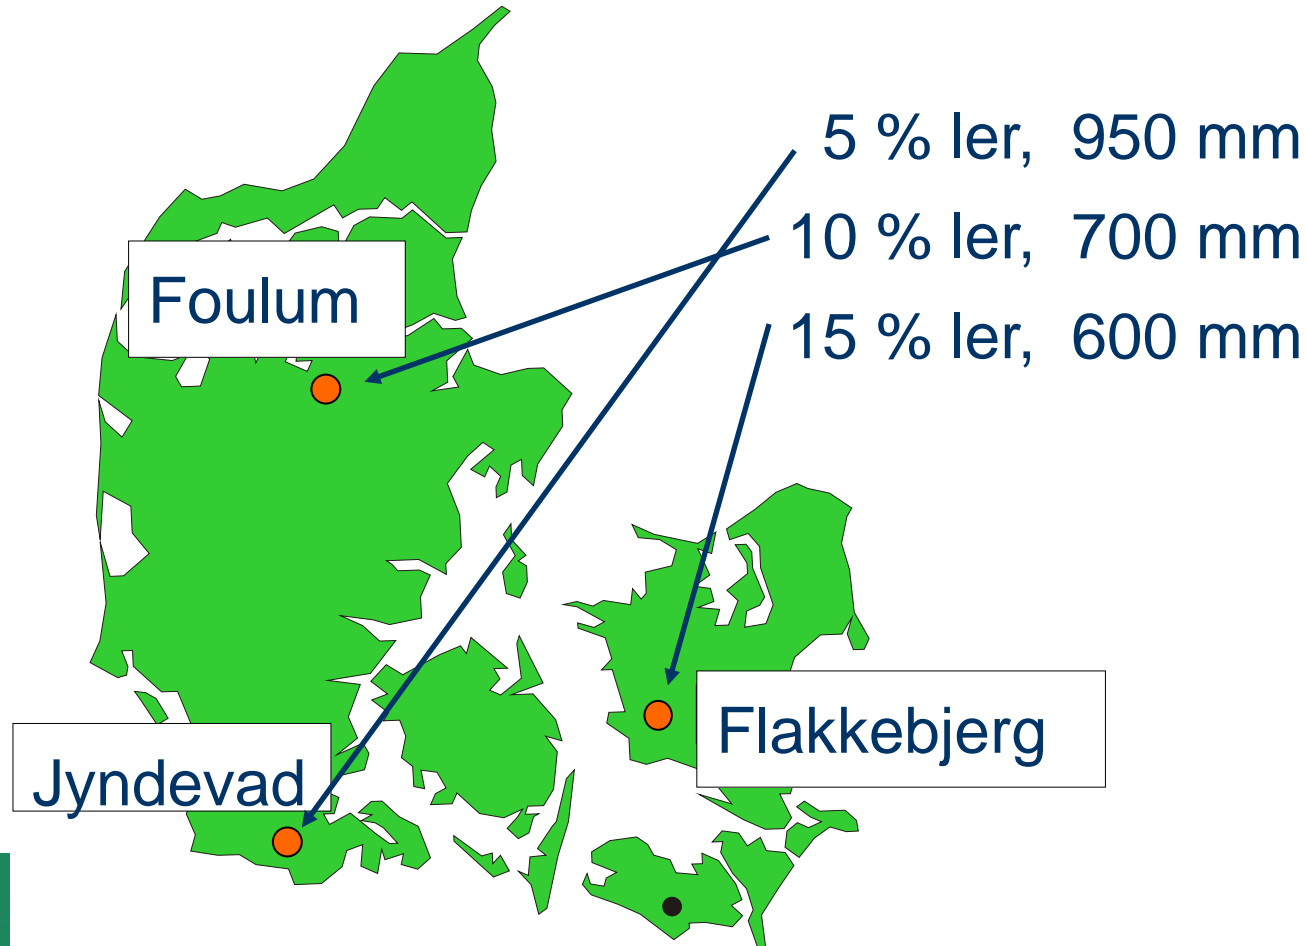 5 % ler, 950 mm
10 % ler, 700 mm
15 % ler, 600 mm
Foulum
Flakkebjerg
Jyndevad